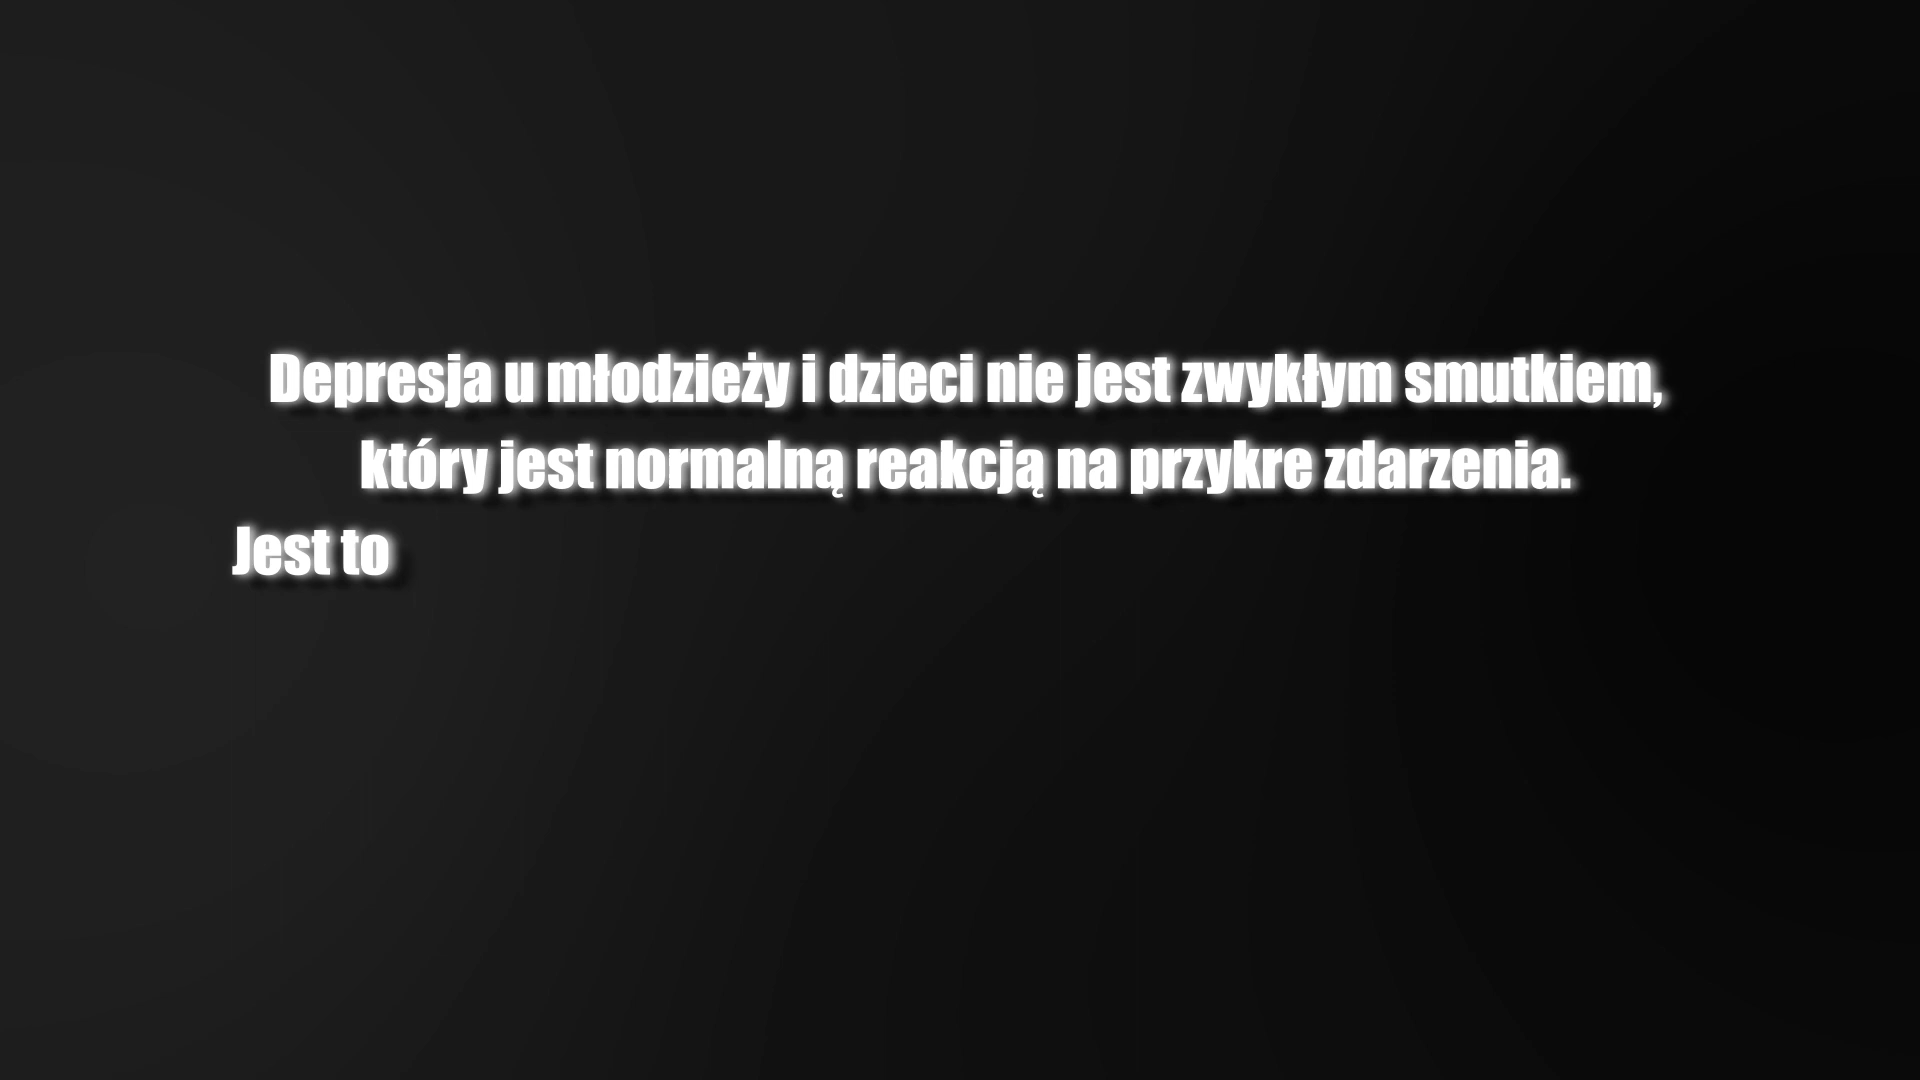 Depresja u młodzieży i dzieci nie jest zwykłym smutkiem,
który jest normalną reakcją na przykre zdarzenia.
Jest to